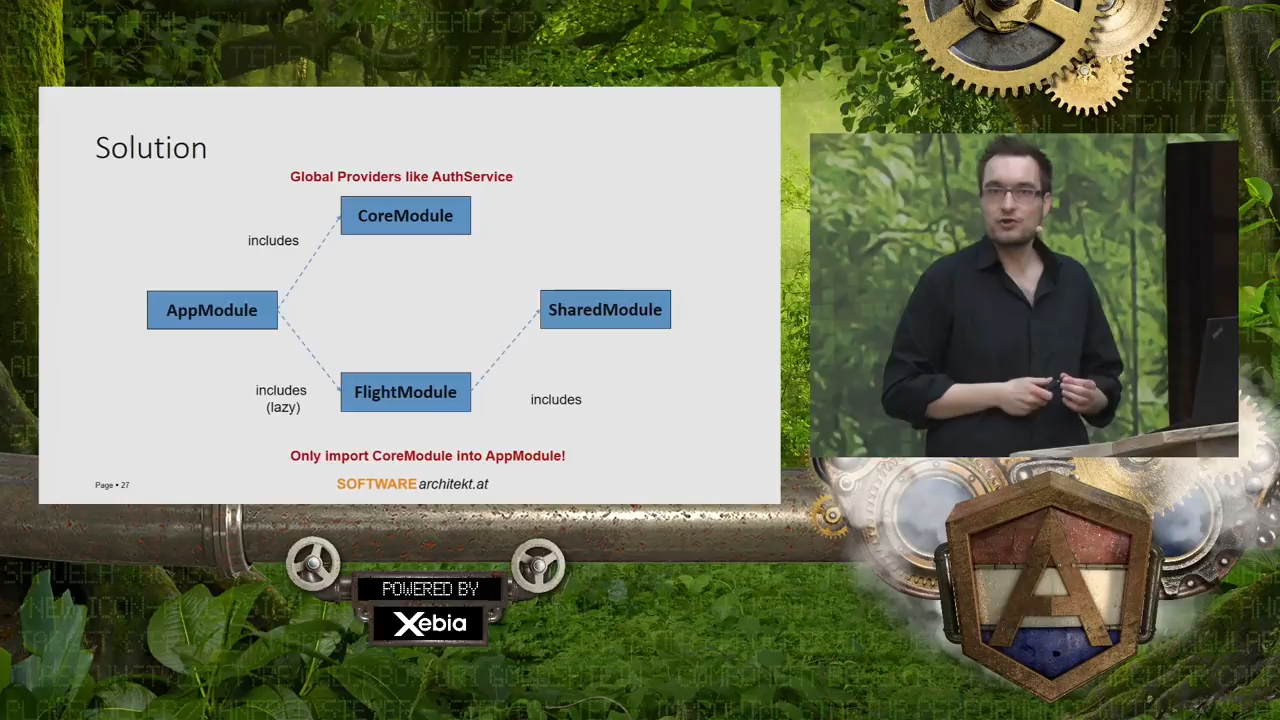 Solution
Global Providers like AuthService
CoreModule
includes
AppModule
SharedModule
includes
(lazy)
FlightModule
includes
Only import CoreModule into AppModule!
Page • 27
SOFTWAREarchitekt.at
POWERED BY
Xebia
A